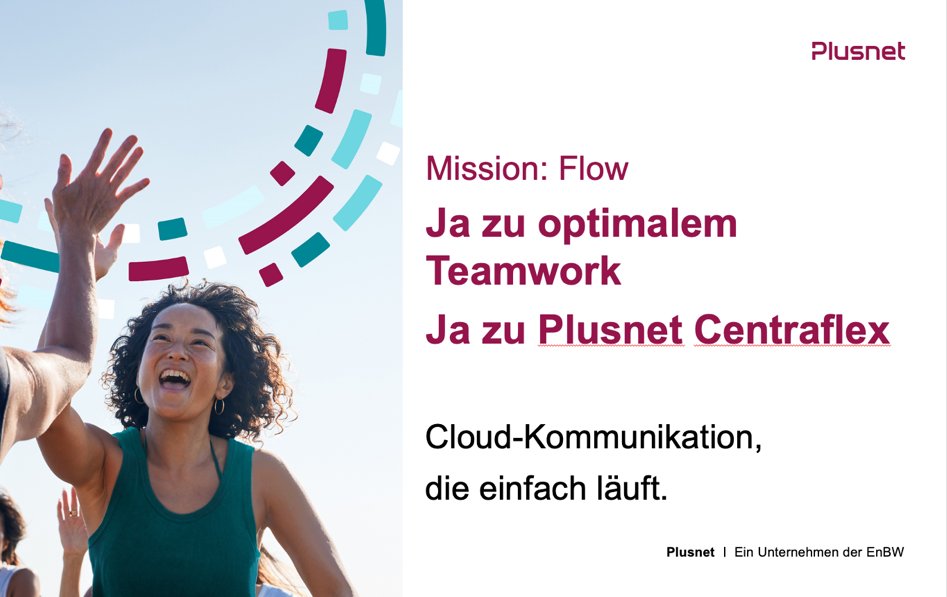 Plusnet
Mission: Flow
Ja zu optimalem
Teamwork
Ja zu Plusnet Centraflex
Cloud-Kommunikation,
die einfach läuft.
Plusnet | Ein Unternehmen der EnBW